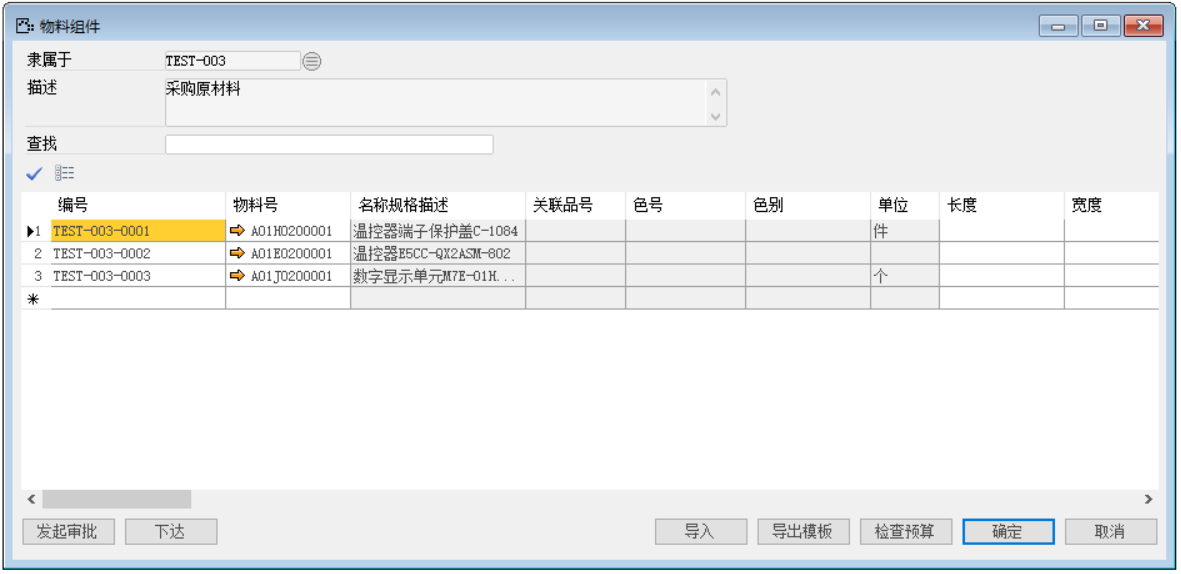 物料组件
隶属于 TEST-003
描述 采购原材料
查找
编号 物料号 名称规格描述 关联品号 色号 色别 单位 长度 宽度
1 TEST-003-0001 A01H0200001 温控器端子保护盖C-1084 件
2 TEST-003-0002 A01E0200001 温控器E5CC-QX2ASM-802
3 TEST-003-0003 A01J0200001 数字显示单元M7E-01H... 个
发起审批 下达 导入 导出模板 检查预算 确定 取消